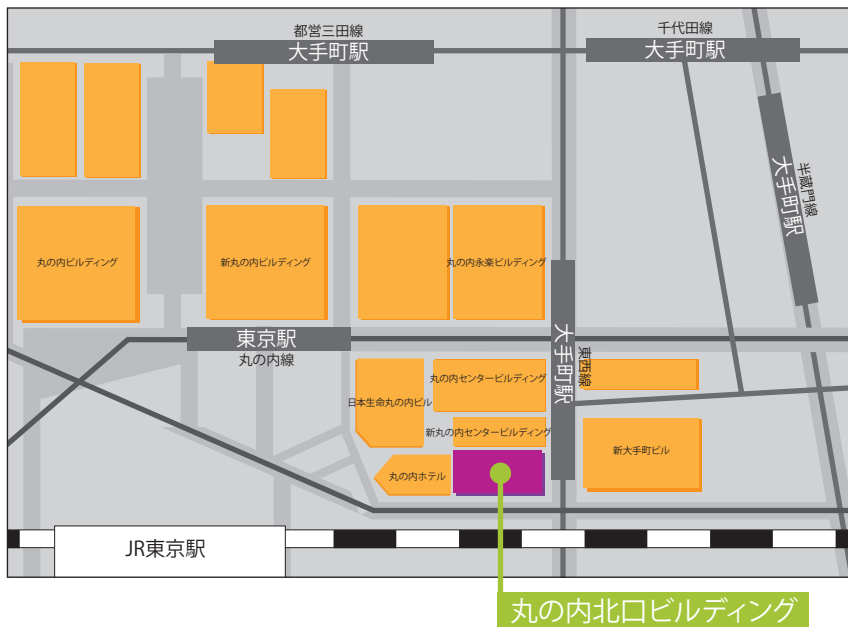 都営三田線
大手町駅
千代田線
大手町駅
半蔵門線
大手町駅
丸の内ビルディング
新丸の内ビルディング
丸の内永楽ビルディング
東京駅
丸の内線
大手町駅
東西線
丸の内センタービルディング
日本生命丸の内ビル
新丸の内センタービルディング
新大手町ビル
丸の内ホテル
JR東京駅
丸の内北口ビルディング